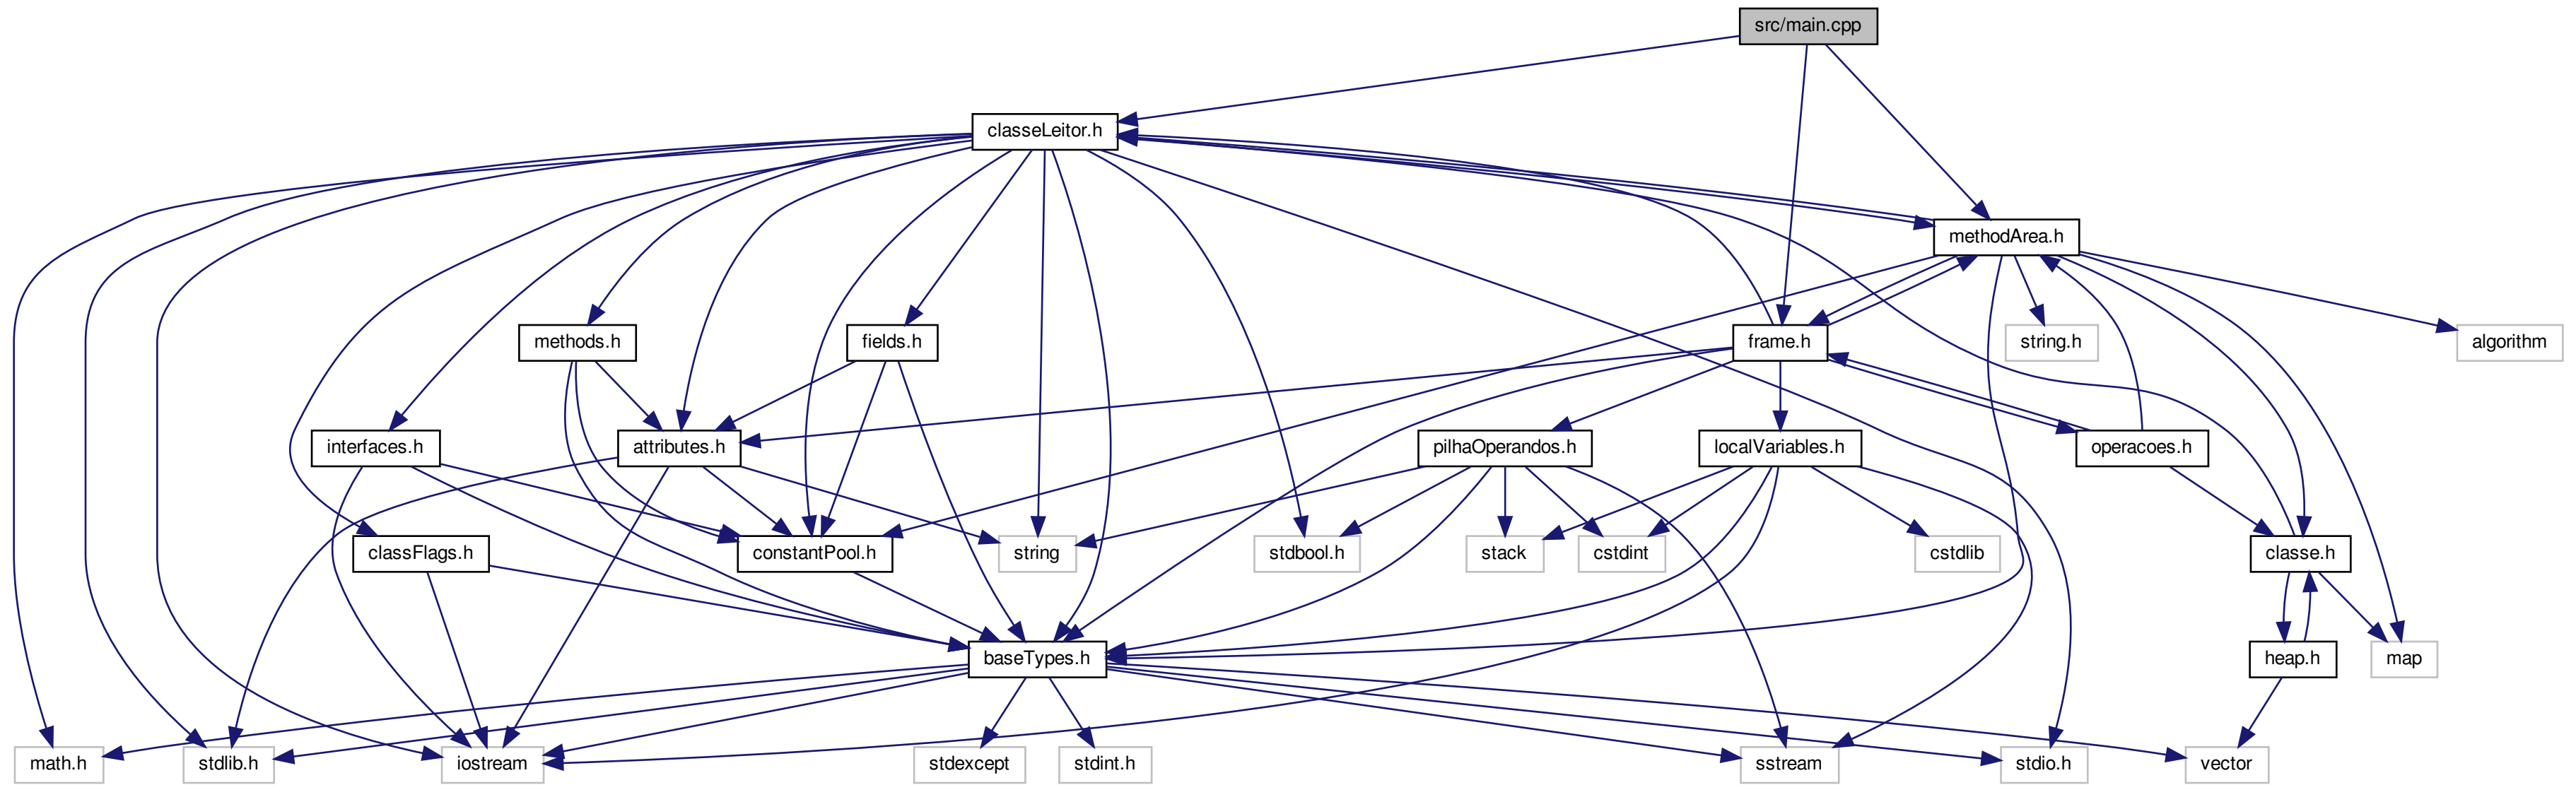 src/main.cpp
classeLeitor.h
methodArea.h
methods.h
fields.h
frame.h
string.h
algorithm
interfaces.h
attributes.h
pilhaOperandos.h
localVariables.h
operacoes.h
classFlags.h
constantPool.h
string
stdbool.h
stack
cstdint
cstdlib
classe.h
baseTypes.h
heap.h
map
math.h
stdlib.h
iostream
stdexcept
stdint.h
sstream
stdio.h
vector